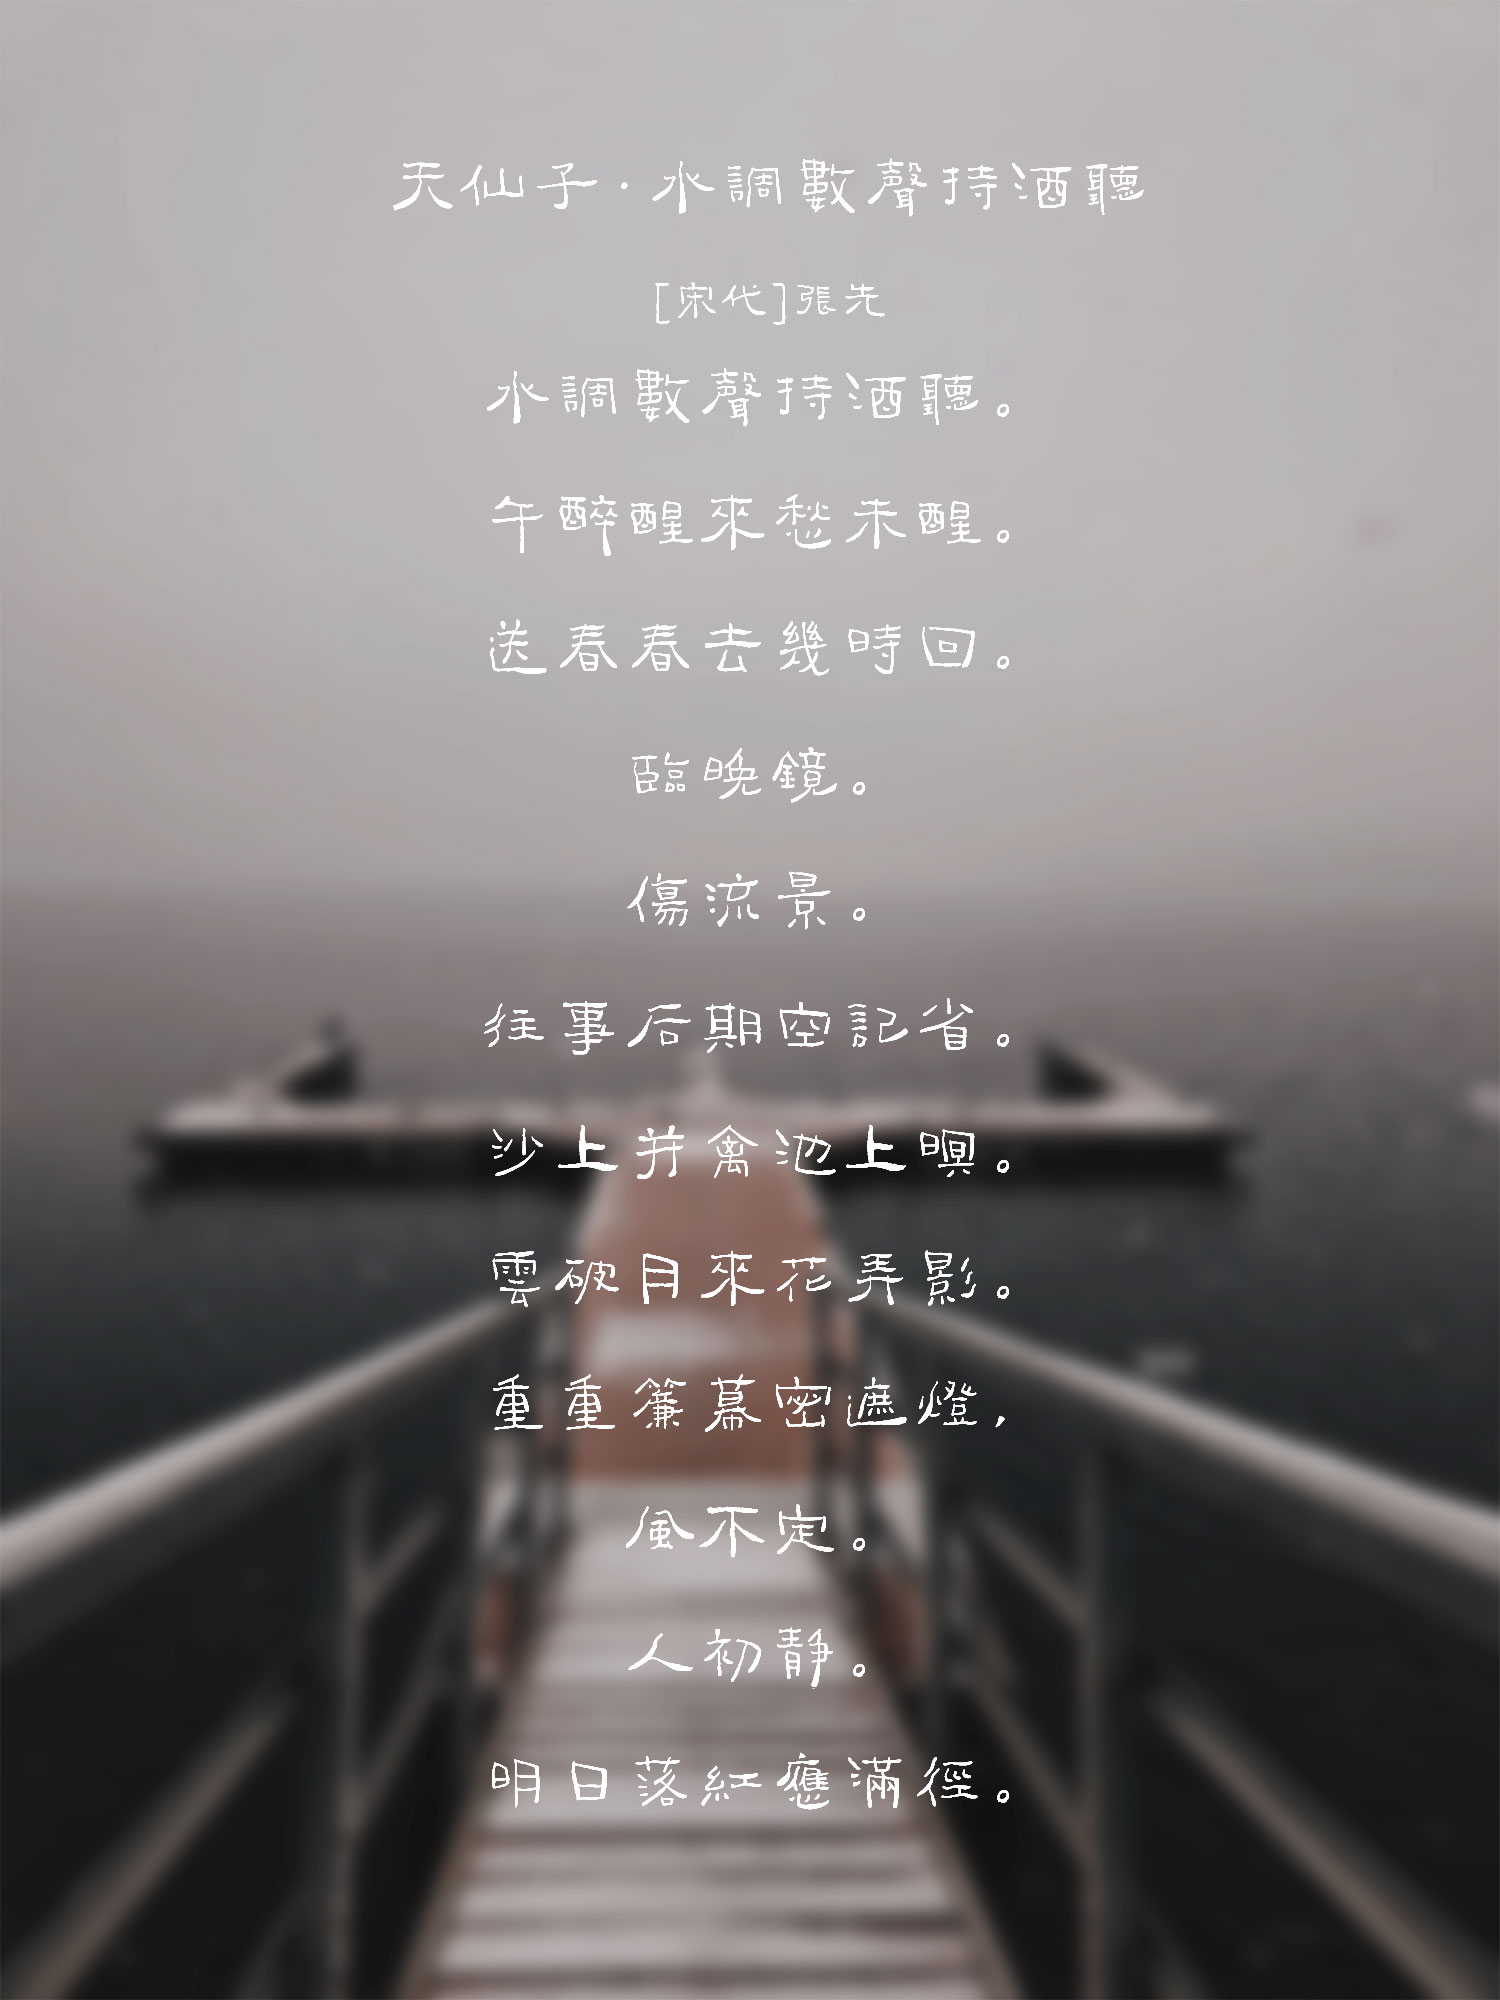 天仙子·水調數聲持酒聽
[宋代]張先
水調數聲持酒聽。
午醉醒來愁未醒。
送春春去幾時回。
臨晚鏡。
傷流景。
往事后期空記省。
沙上并禽池上暝。
雲破月來花弄影。
重重簾幕密遮燈,
風不定。
人初靜。
明日落紅應滿徑。